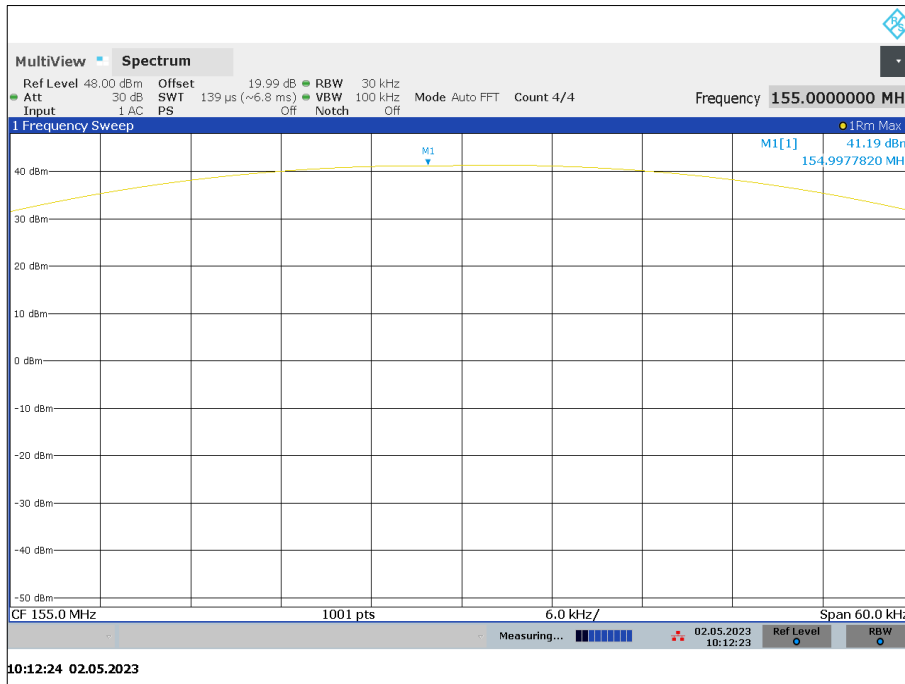 R S
MultiView Spectrum
Ref Level 48.00 dBm Offset 19.99 dB RBW 30 kHz
Att 30 dB SWT 139 µs (~6.8 ms) VBW 100 kHz Mode Auto FFT Count 4/4 Frequency 155.0000000 MH
Input 1 AC PS Off Notch Off
1 Frequency Sweep 1Rm Max
M1[1] 41.19 dBm
M1
154.9977820 MH
40 dBm
30 dBm
20 dBm
10 dBm
0 dBm
-10 dBm
-20 dBm
-30 dBm
-40 dBm
-50 dBm
CF 155.0 MHz 1001 pts 6.0 kHz/ Span 60.0 kHz
Measuring... 02.05.2023 Ref Level RBW
10:12:23
10:12:24 02.05.2023